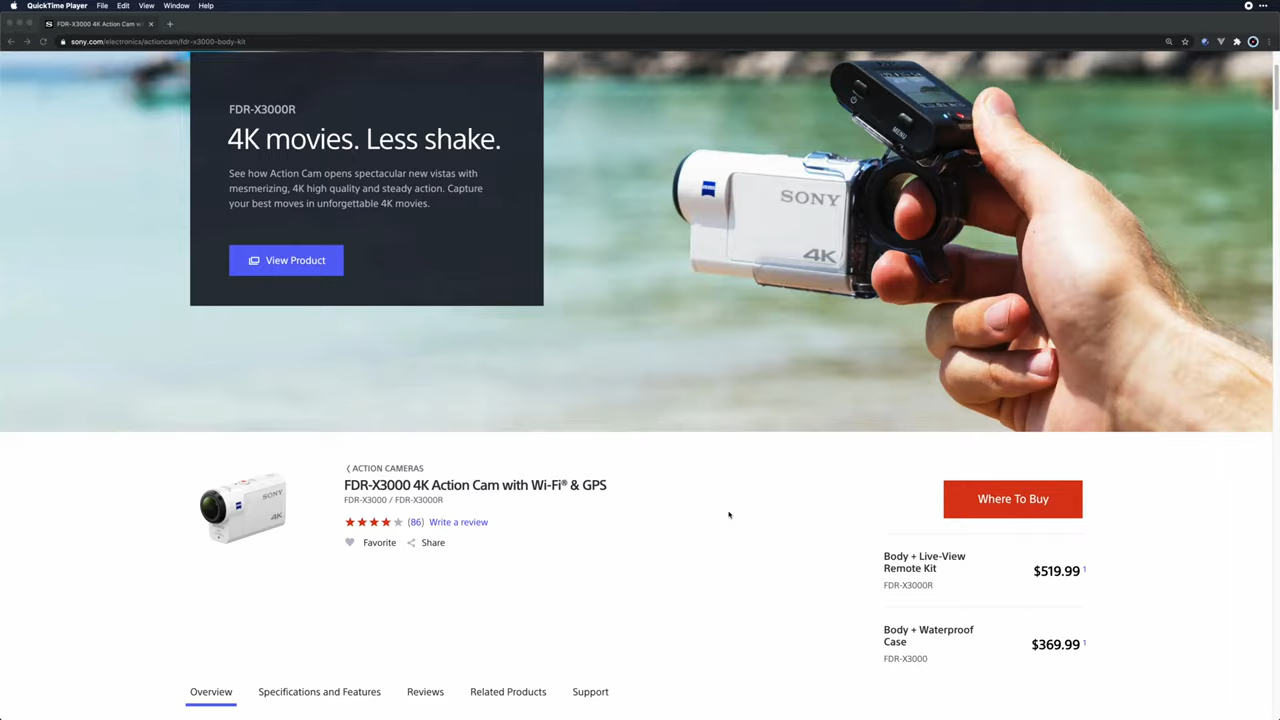 QuickTime Player File Edit View Window Help
FDR-X3000 4K Action Cam w
sony.com/electronics/actioncam/fdr-x3000-body-kit
FDR-X3000R
4K movies. Less shake.
See how Action Cam opens spectacular new vistas with
mesmerizing, 4K high quality and steady action. Capture
your best moves in unforgettable 4K movies.
View Product
MENU
SONY
4K
SONY
4K
ACTION CAMERAS
FDR-X3000 4K Action Cam with Wi-Fi® & GPS
FDR-X3000 / FDR-X3000R
(86) Write a review
Favorite Share
Where To Buy
Body + Live-View
Remote Kit
$519.99 1
FDR-X3000R
Body + Waterproof
Case
$369.99 1
FDR-X3000
Overview Specifications and Features Reviews Related Products Support